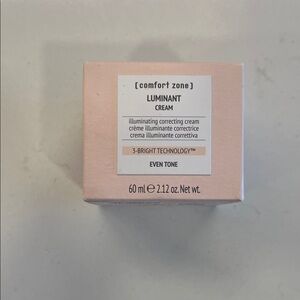 [ comfort zone ]
LUMINANT
CREAM
illuminating correcting cream
crème illuminante correctrice
crema illuminante correttiva
3-BRIGHT TECHNOLOGY™
EVEN TONE
60 ml ℮ 2.12 oz. Net wt.